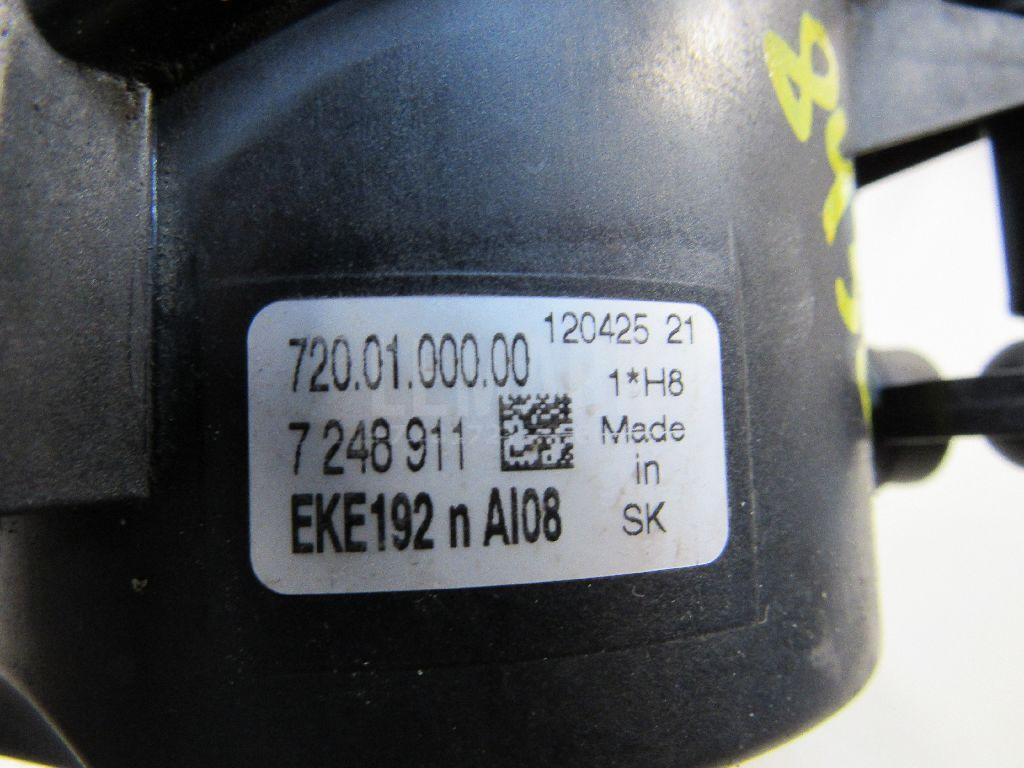 720.01.000.00 120425 21
1*H8
7 248 911 Made
in
EKE192 n AI08 SK